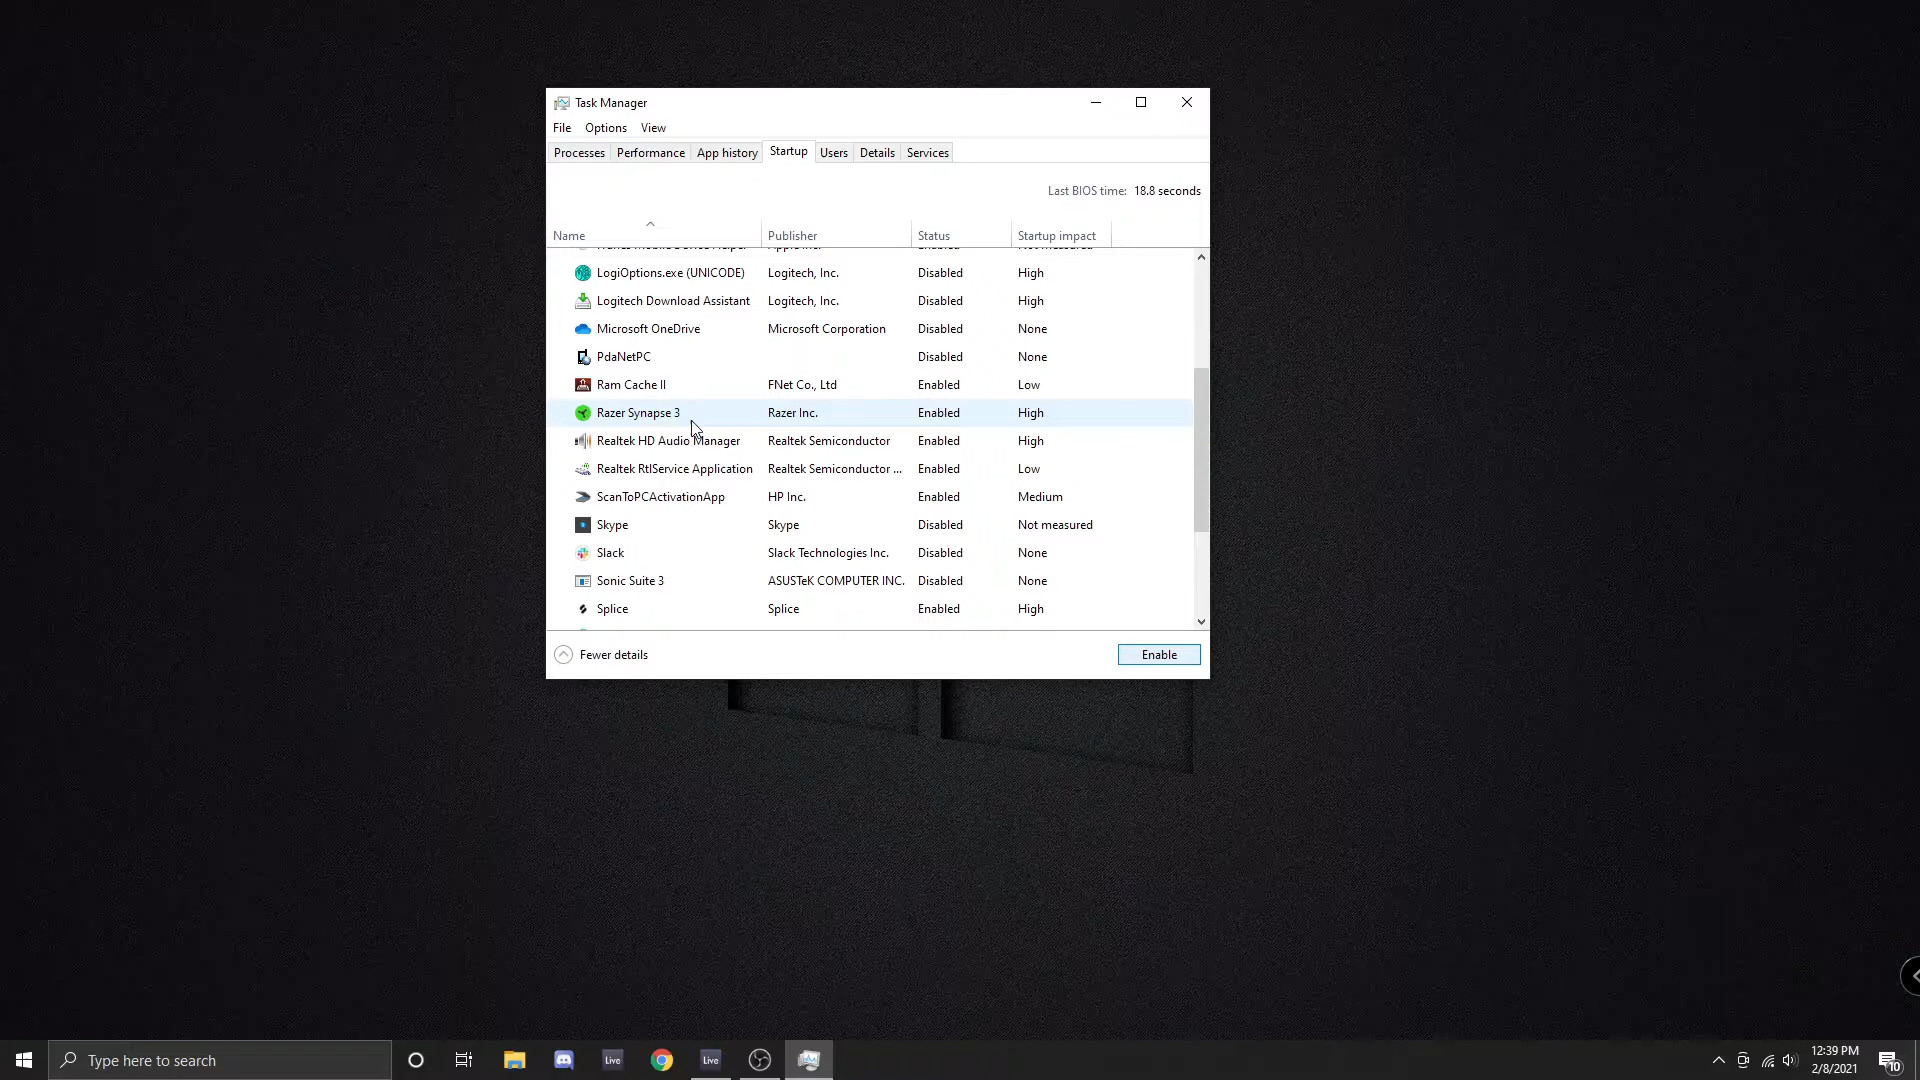 Task Manager
File Options View
Processes Performance App history Startup Users Details Services
Last BIOS time: 18.8 seconds
Name Publisher Status Startup impact
LogiOptions.exe (UNICODE) Logitech, Inc. Disabled High
Logitech Download Assistant Logitech, Inc. Disabled High
Microsoft OneDrive Microsoft Corporation Disabled None
PdaNetPC Disabled None
Ram Cache II FNet Co., Ltd Enabled Low
Razer Synapse 3 Razer Inc. Enabled High
Realtek HD Audio Manager Realtek Semiconductor Enabled High
Realtek RtlService Application Realtek Semiconductor ... Enabled Low
ScanToPCActivationApp HP Inc. Enabled Medium
Skype Skype Disabled Not measured
Slack Slack Technologies Inc. Disabled None
Sonic Suite 3 ASUSTeK COMPUTER INC. Disabled None
Splice Splice Enabled High
Fewer details Enable
Type here to search Live Live 12:39 PM
2/8/2021 10